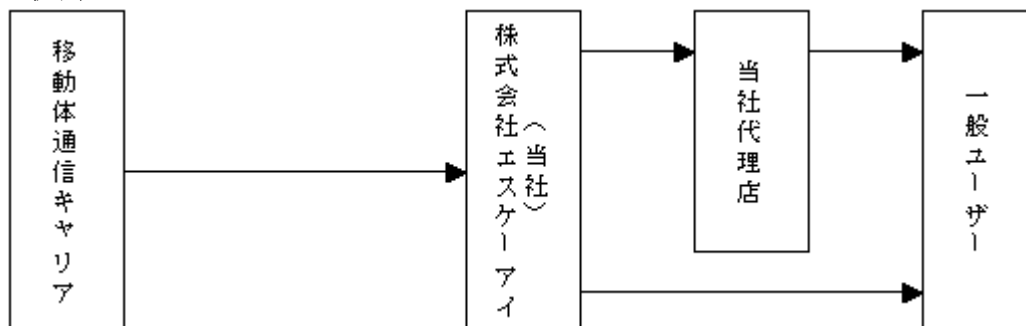 移動体通信キャリア
株式会社エスケーアイ
（当社）
当社代理店
一般ユーザー